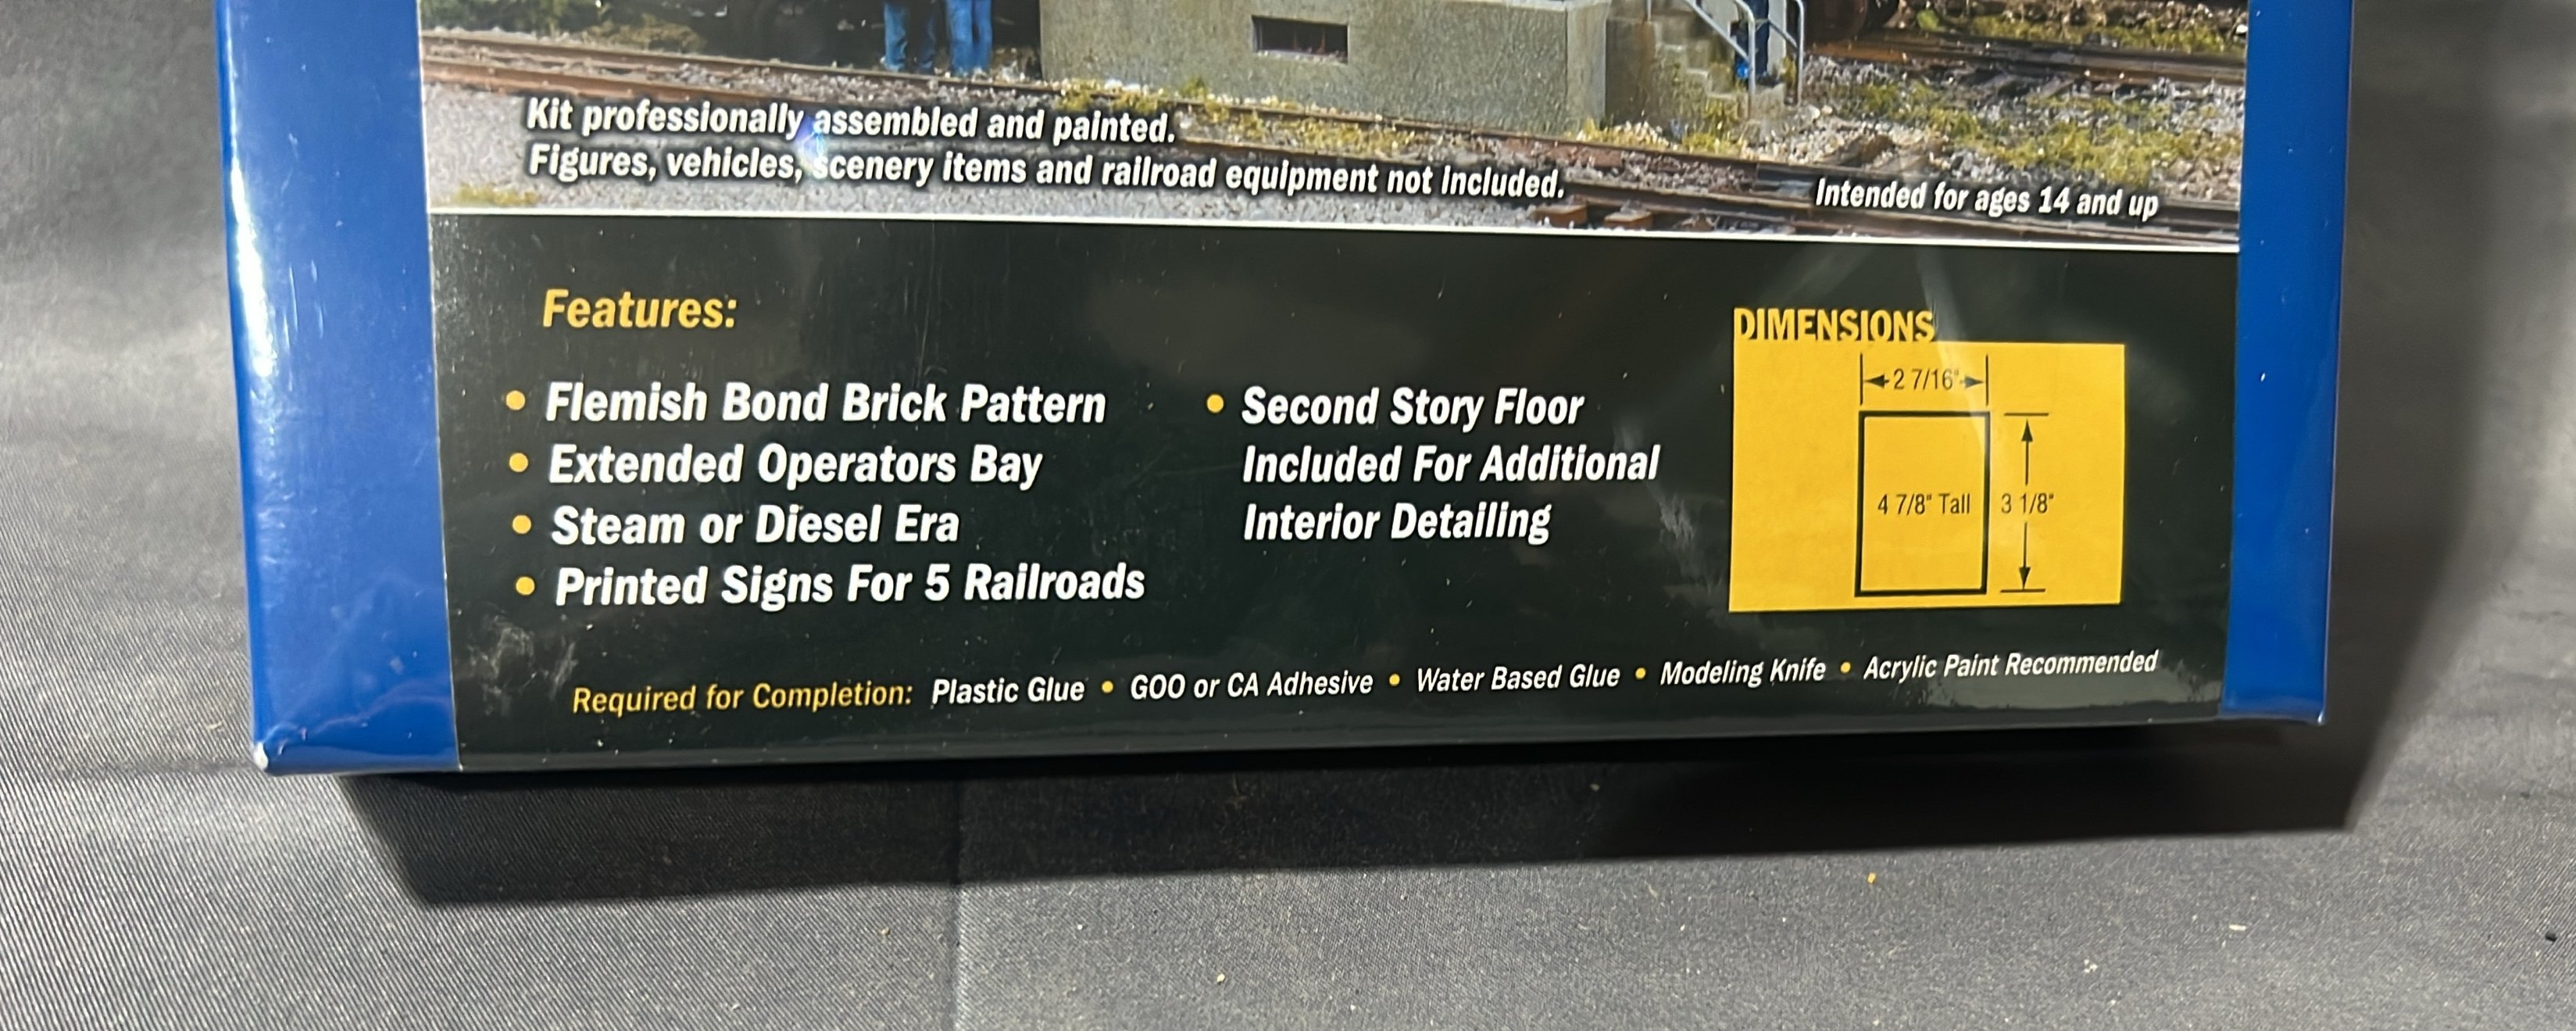 Kit professionally assembled and painted.
Figures, vehicles, scenery items and railroad equipment not included.
Intended for ages 14 and up
Features:
• Flemish Bond Brick Pattern
• Extended Operators Bay
• Steam or Diesel Era
• Printed Signs For 5 Railroads
• Second Story Floor
Included For Additional
Interior Detailing
DIMENSIONS
2 7/16"
4 7/8" Tall
3 1/8"
Required for Completion: Plastic Glue • GOO or CA Adhesive • Water Based Glue • Modeling Knife • Acrylic Paint Recommended